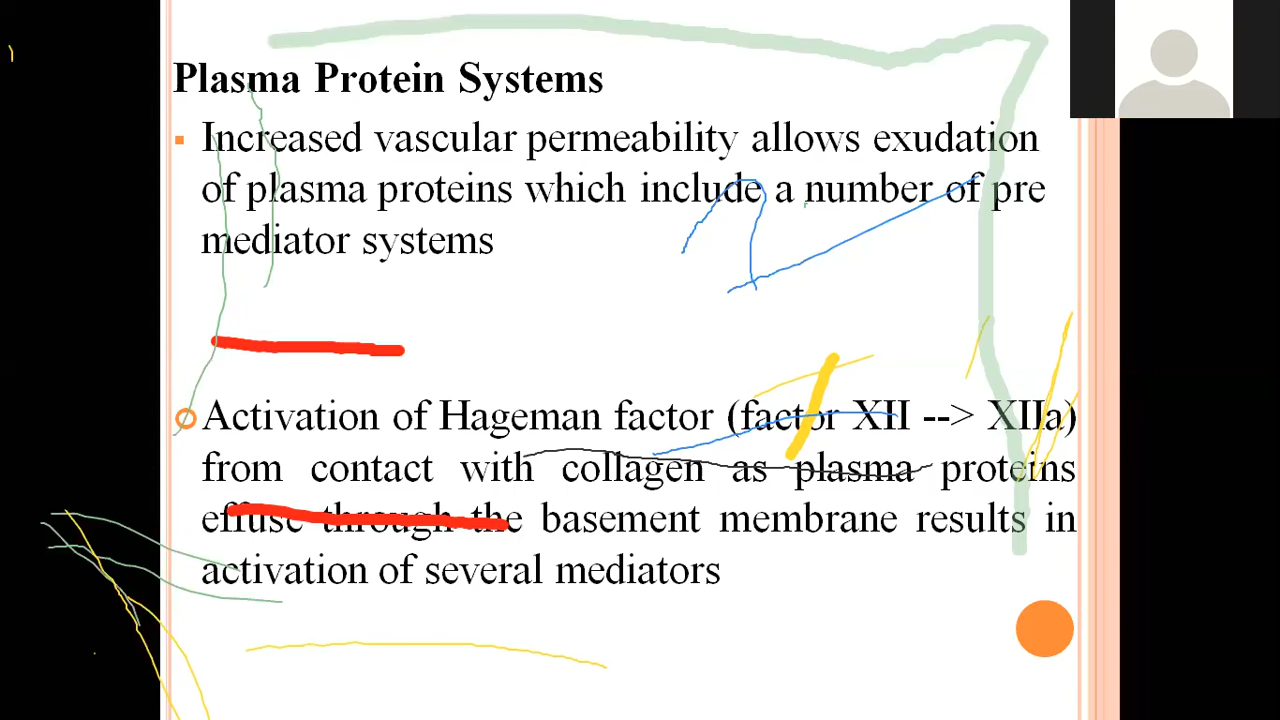 Plasma Protein Systems
Increased vascular permeability allows exudation
of plasma proteins which include a number of pre
mediator systems
Activation of Hageman factor (factor XII --> XIIa)
from contact with collagen as plasma proteins
effuse through the basement membrane results in
activation of several mediators